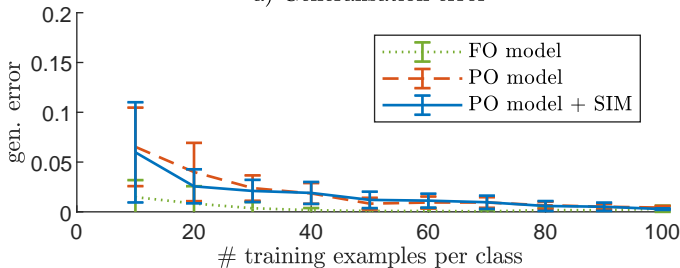 0.2
FO model
PO model
PO model + SIM
0.15
0.1
0.05
0
gen. error
0 20 40 60 80 100
# training examples per class